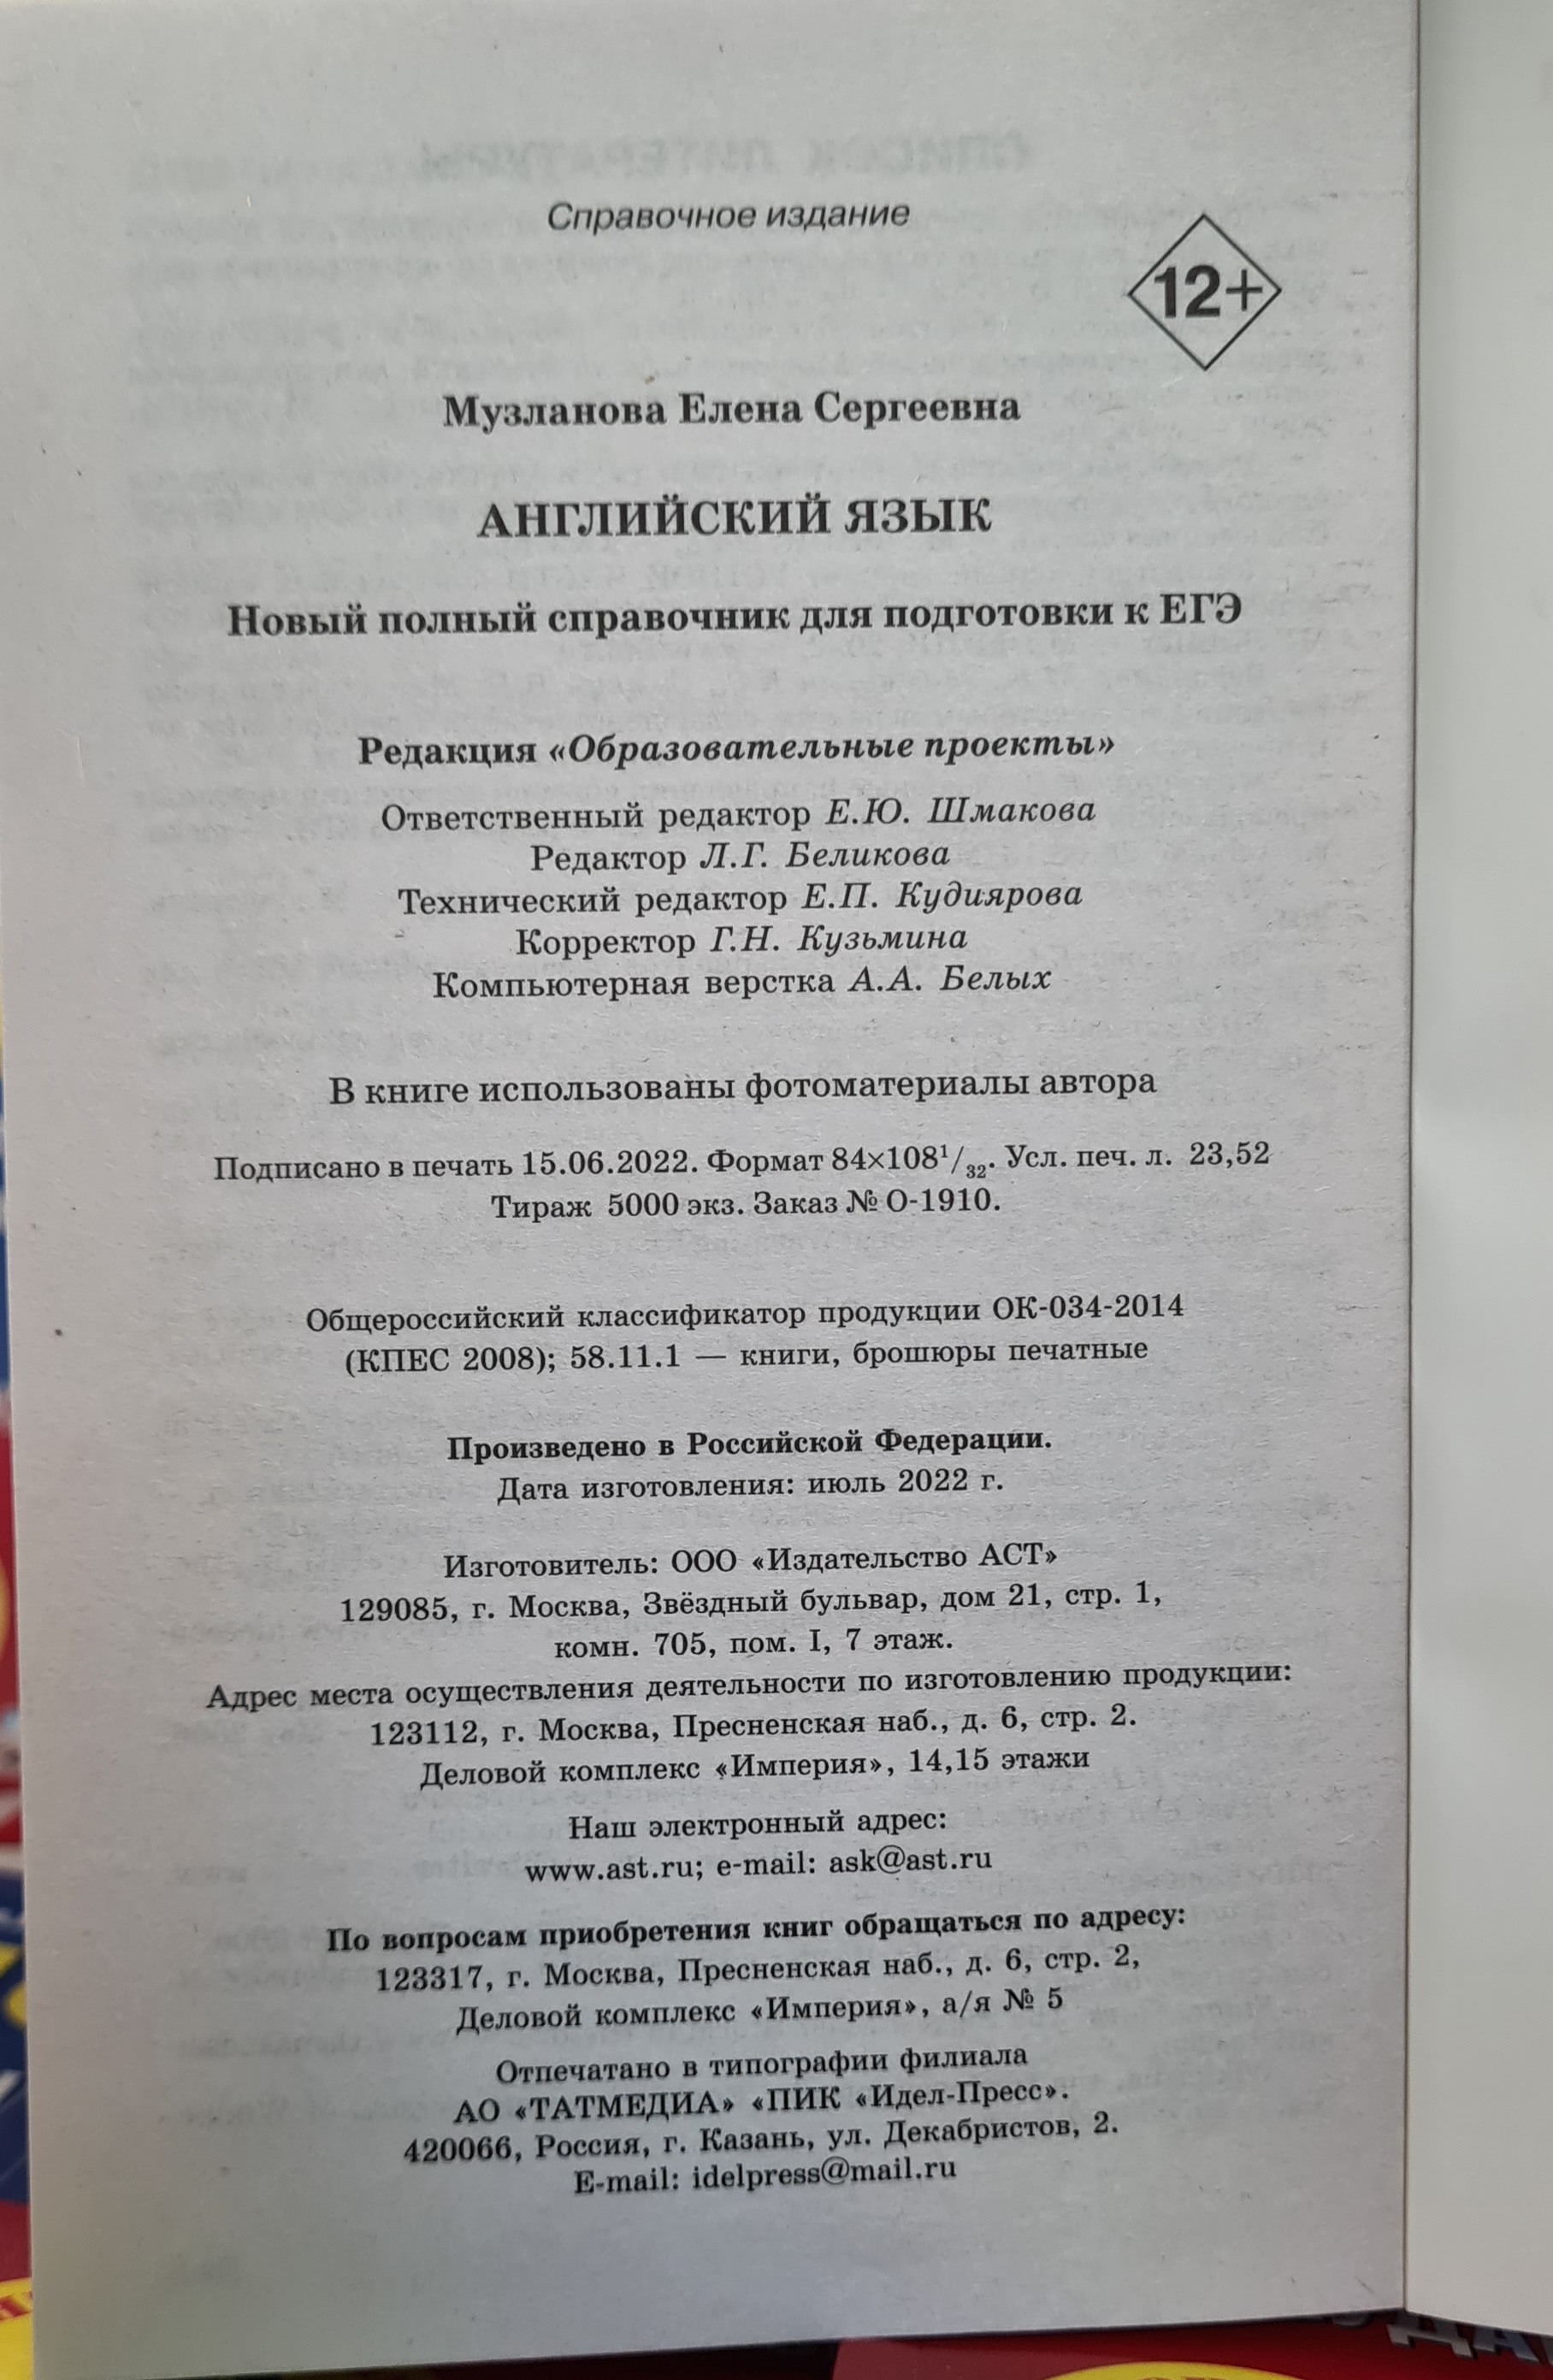 Справочное издание
12+
Музланова Елена Сергеевна
АНГЛИЙСКИЙ ЯЗЫК
Новый полный справочник для подготовки к ЕГЭ
Редакция «Образовательные проекты»
Ответственный редактор Е.Ю. Шмакова
Редактор Л.Г. Беликова
Технический редактор Е.П. Кудиярова
Корректор Г.Н. Кузьмина
Компьютерная верстка А.А. Белых
В книге использованы фотоматериалы автора
Подписано в печать 15.06.2022. Формат 84×108¹/₃₂. Усл. печ. л. 23,52
Тираж 5000 экз. Заказ № О-1910.
Общероссийский классификатор продукции ОК-034-2014
(КПЕС 2008); 58.11.1 — книги, брошюры печатные
Произведено в Российской Федерации.
Дата изготовления: июль 2022 г.
Изготовитель: ООО «Издательство АСТ»
129085, г. Москва, Звёздный бульвар, дом 21, стр. 1,
комн. 705, пом. I, 7 этаж.
Адрес места осуществления деятельности по изготовлению продукции:
123112, г. Москва, Пресненская наб., д. 6, стр. 2.
Деловой комплекс «Империя», 14,15 этажи
Наш электронный адрес:
www.ast.ru; e-mail: ask@ast.ru
По вопросам приобретения книг обращаться по адресу:
123317, г. Москва, Пресненская наб., д. 6, стр. 2,
Деловой комплекс «Империя», а/я № 5
Отпечатано в типографии филиала
АО «ТАТМЕДИА» «ПИК «Идел-Пресс».
420066, Россия, г. Казань, ул. Декабристов, 2.
E-mail: idelpress@mail.ru